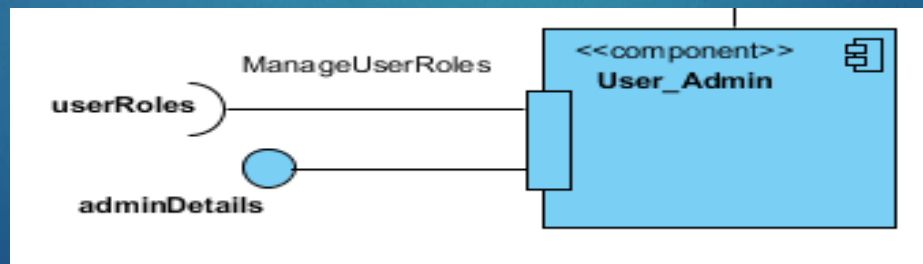 ManageUserRoles
userRoles
adminDetails
<<component>>
User_Admin